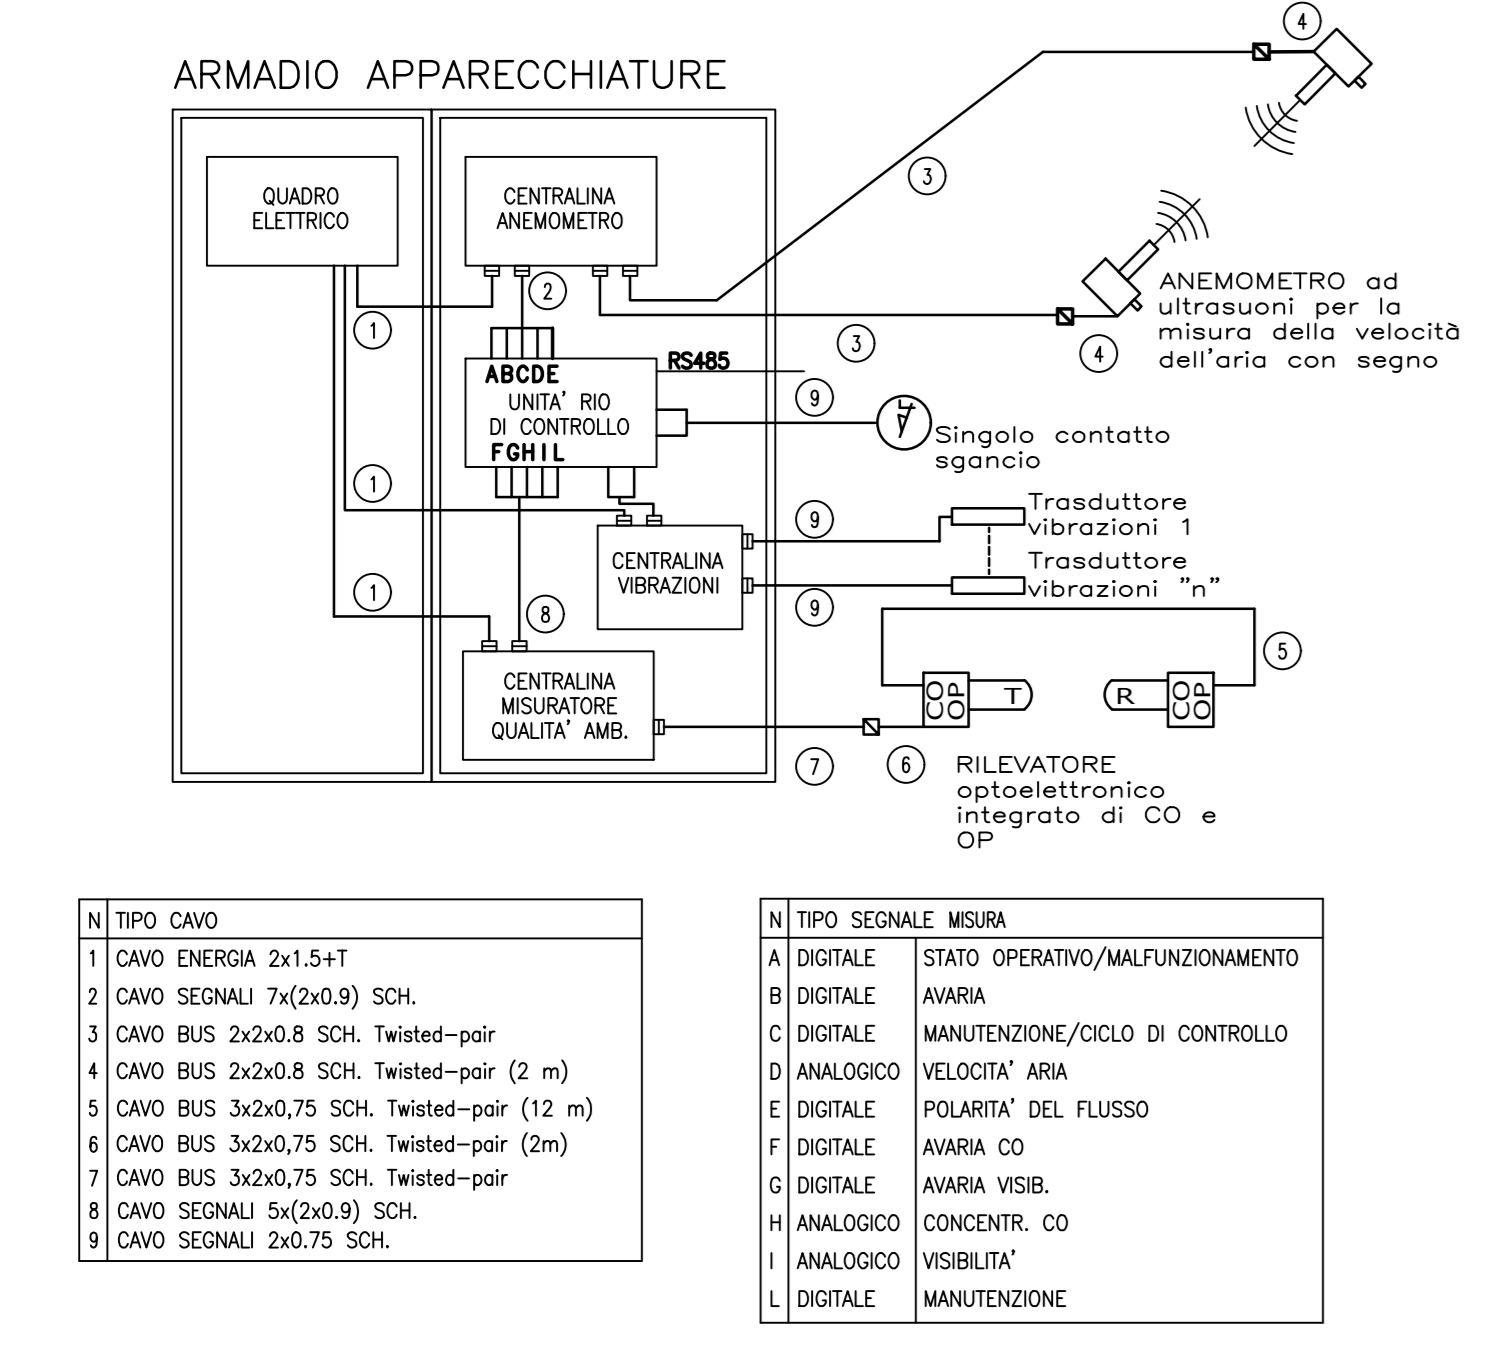 4
ARMADIO APPARECCHIATURE
3
QUADRO
ELETTRICO
CENTRALINA
ANEMOMETRO
2
1
ANEMOMETRO ad
ultrasuoni per la
misura della velocità
dell'aria con segno
3
4
RS485
ABCDE
UNITA' RIO
DI CONTROLLO
FGHIL
9
Singolo contatto
sgancio
1
9
Trasduttore
vibrazioni 1
CENTRALINA
VIBRAZIONI
Trasduttore
vibrazioni "n"
1
8
9
5
CENTRALINA
MISURATORE
QUALITA' AMB.
CO
OP
T
R
CO
OP
7
6
RILEVATORE
optoelettronico
integrato di CO e
OP
N TIPO CAVO
1 CAVO ENERGIA 2x1.5+T
2 CAVO SEGNALI 7x(2x0.9) SCH.
3 CAVO BUS 2x2x0.8 SCH. Twisted-pair
4 CAVO BUS 2x2x0.8 SCH. Twisted-pair (2 m)
5 CAVO BUS 3x2x0,75 SCH. Twisted-pair (12 m)
6 CAVO BUS 3x2x0,75 SCH. Twisted-pair (2m)
7 CAVO BUS 3x2x0,75 SCH. Twisted-pair
8 CAVO SEGNALI 5x(2x0.9) SCH.
9 CAVO SEGNALI 2x0.75 SCH.
N TIPO SEGNALE MISURA
A DIGITALE STATO OPERATIVO/MALFUNZIONAMENTO
B DIGITALE AVARIA
C DIGITALE MANUTENZIONE/CICLO DI CONTROLLO
D ANALOGICO VELOCITA' ARIA
E DIGITALE POLARITA' DEL FLUSSO
F DIGITALE AVARIA CO
G DIGITALE AVARIA VISIB.
H ANALOGICO CONCENTR. CO
I ANALOGICO VISIBILITA'
L DIGITALE MANUTENZIONE